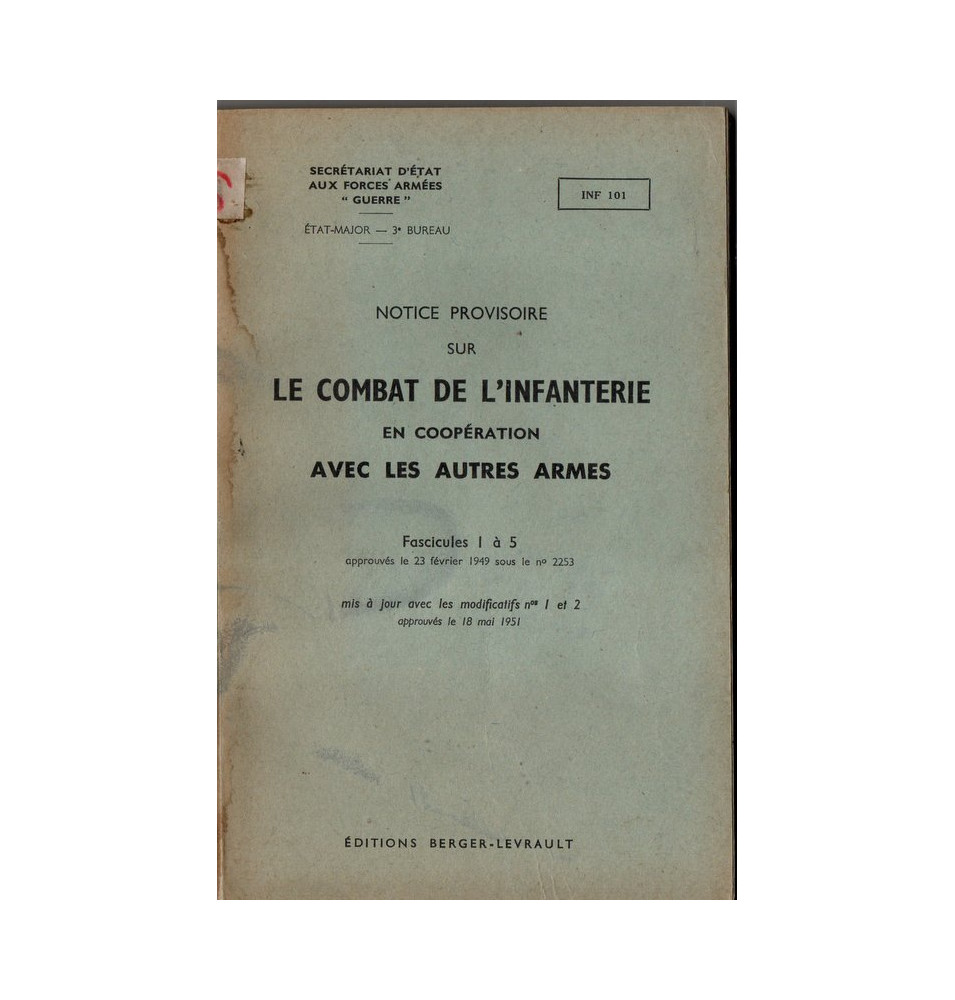 SECRÉTARIAT D'ÉTAT
AUX FORCES ARMÉES
“ GUERRE ”
INF 101
ÉTAT-MAJOR — 3e BUREAU
NOTICE PROVISOIRE
SUR
LE COMBAT DE L'INFANTERIE
EN COOPÉRATION
AVEC LES AUTRES ARMES
Fascicules 1 à 5
approuvés le 23 février 1949 sous le no 2253
mis à jour avec les modificatifs nos 1 et 2
approuvés le 18 mai 1951
ÉDITIONS BERGER-LEVRAULT